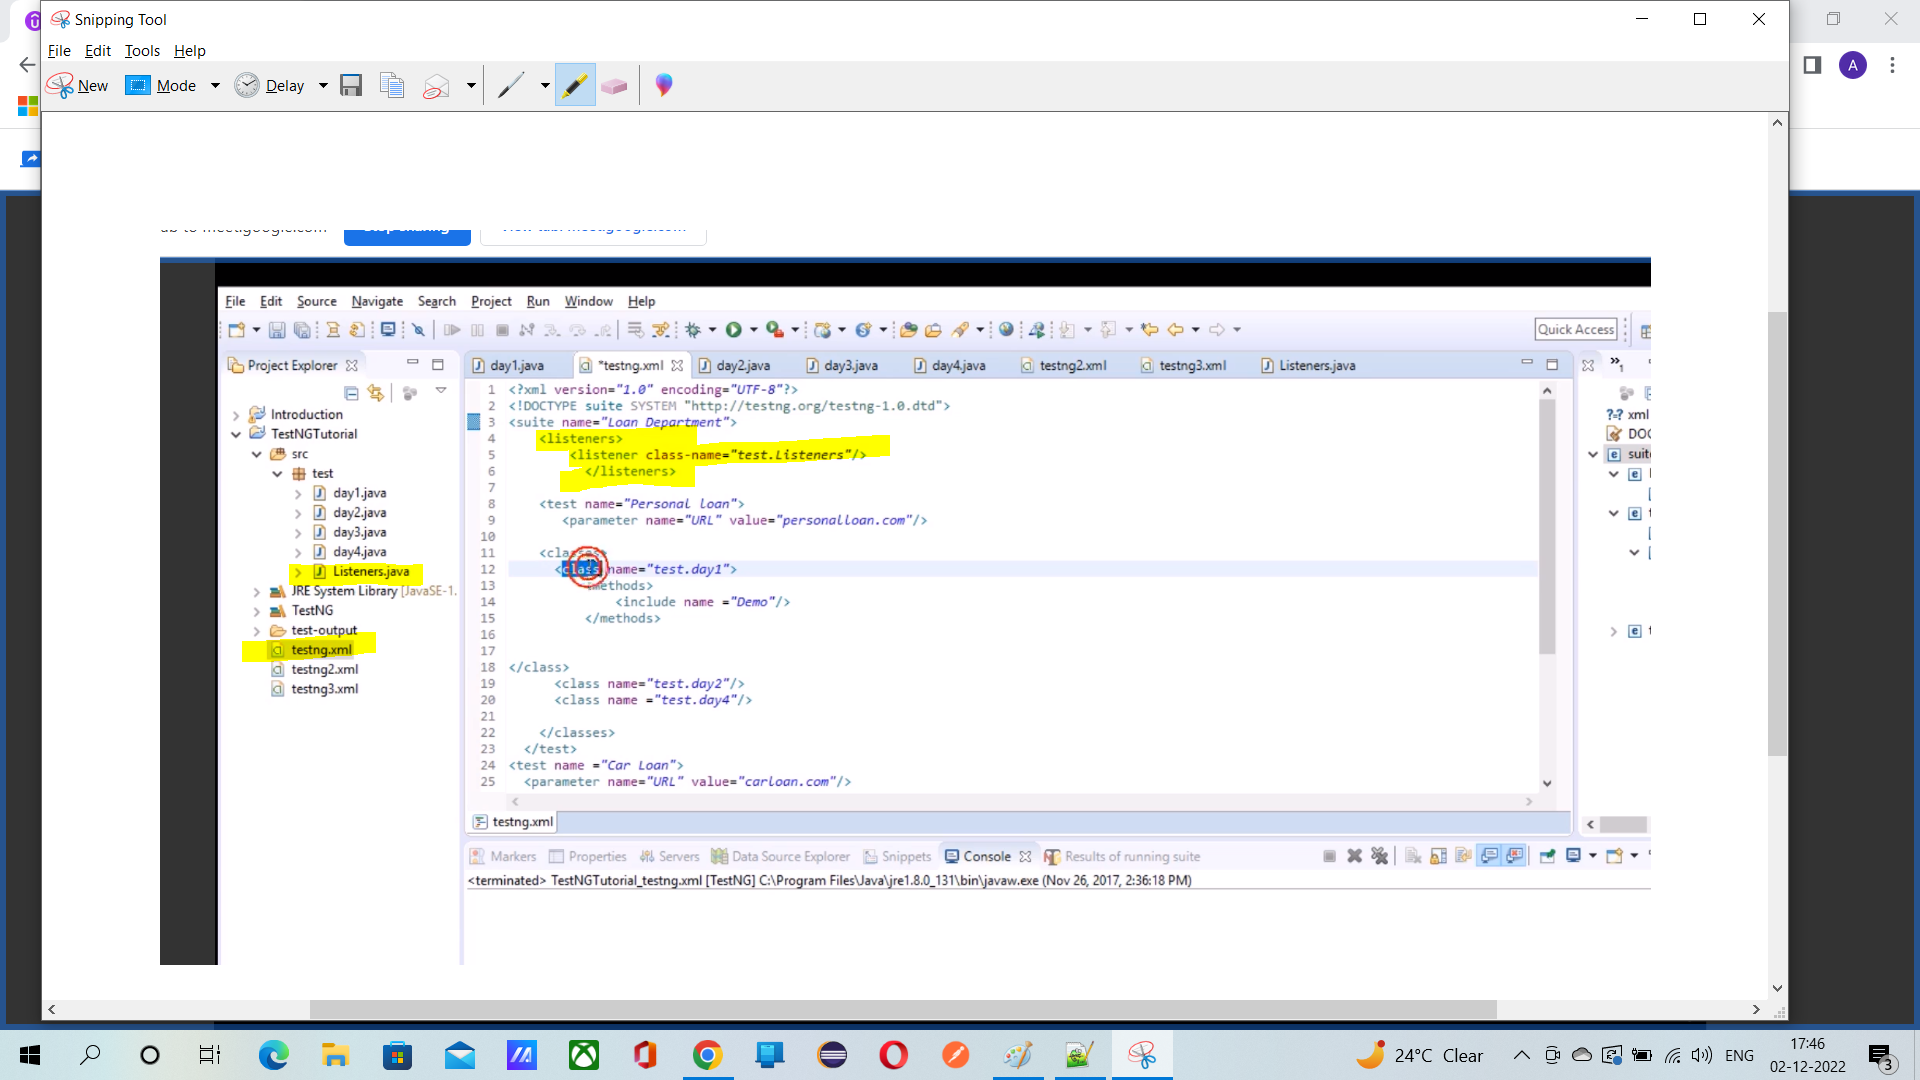 Snipping Tool
File Edit Tools Help
New Mode Delay
A
File Edit Source Navigate Search Project Run Window Help
Quick Access
Project Explorer
day1.java
*testng.xml
day2.java
day3.java
day4.java
testng2.xml
testng3.xml
Listeners.java
Introduction
TestNGTutorial
src
test
day1.java
day2.java
day3.java
day4.java
Listeners.java
JRE System Library [JavaSE-1.
TestNG
test-output
testng.xml
testng2.xml
testng3.xml
1 <?xml version="1.0" encoding="UTF-8"?>
2 <!DOCTYPE suite SYSTEM "http://testng.org/testng-1.0.dtd">
3 <suite name="Loan Department">
4 <listeners>
5 <listener class-name="test.Listeners"/>
6 </listeners>
7
8 <test name="Personal loan">
9 <parameter name="URL" value="personalloan.com"/>
10
11 <classes>
12 <class name="test.day1">
13 <methods>
14 <include name ="Demo"/>
15 </methods>
16
17
18 </class>
19 <class name="test.day2"/>
20 <class name ="test.day4"/>
21
22 </classes>
23 </test>
24 <test name ="Car Loan">
25 <parameter name="URL" value="carloan.com"/>
testng.xml
?=? xml
DOC
suit
Markers Properties Servers Data Source Explorer Snippets Console Results of running suite
<terminated> TestNGTutorial_testng.xml [TestNG] C:\Program Files\Java\jre1.8.0_131\bin\javaw.exe (Nov 26, 2017, 2:36:18 PM)
24°C Clear
ENG
17:46
02-12-2022
3